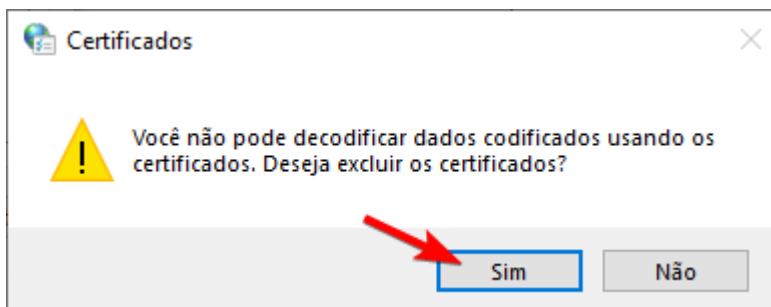 Certificados
Você não pode decodificar dados codificados usando os
certificados. Deseja excluir os certificados?
Sim
Não